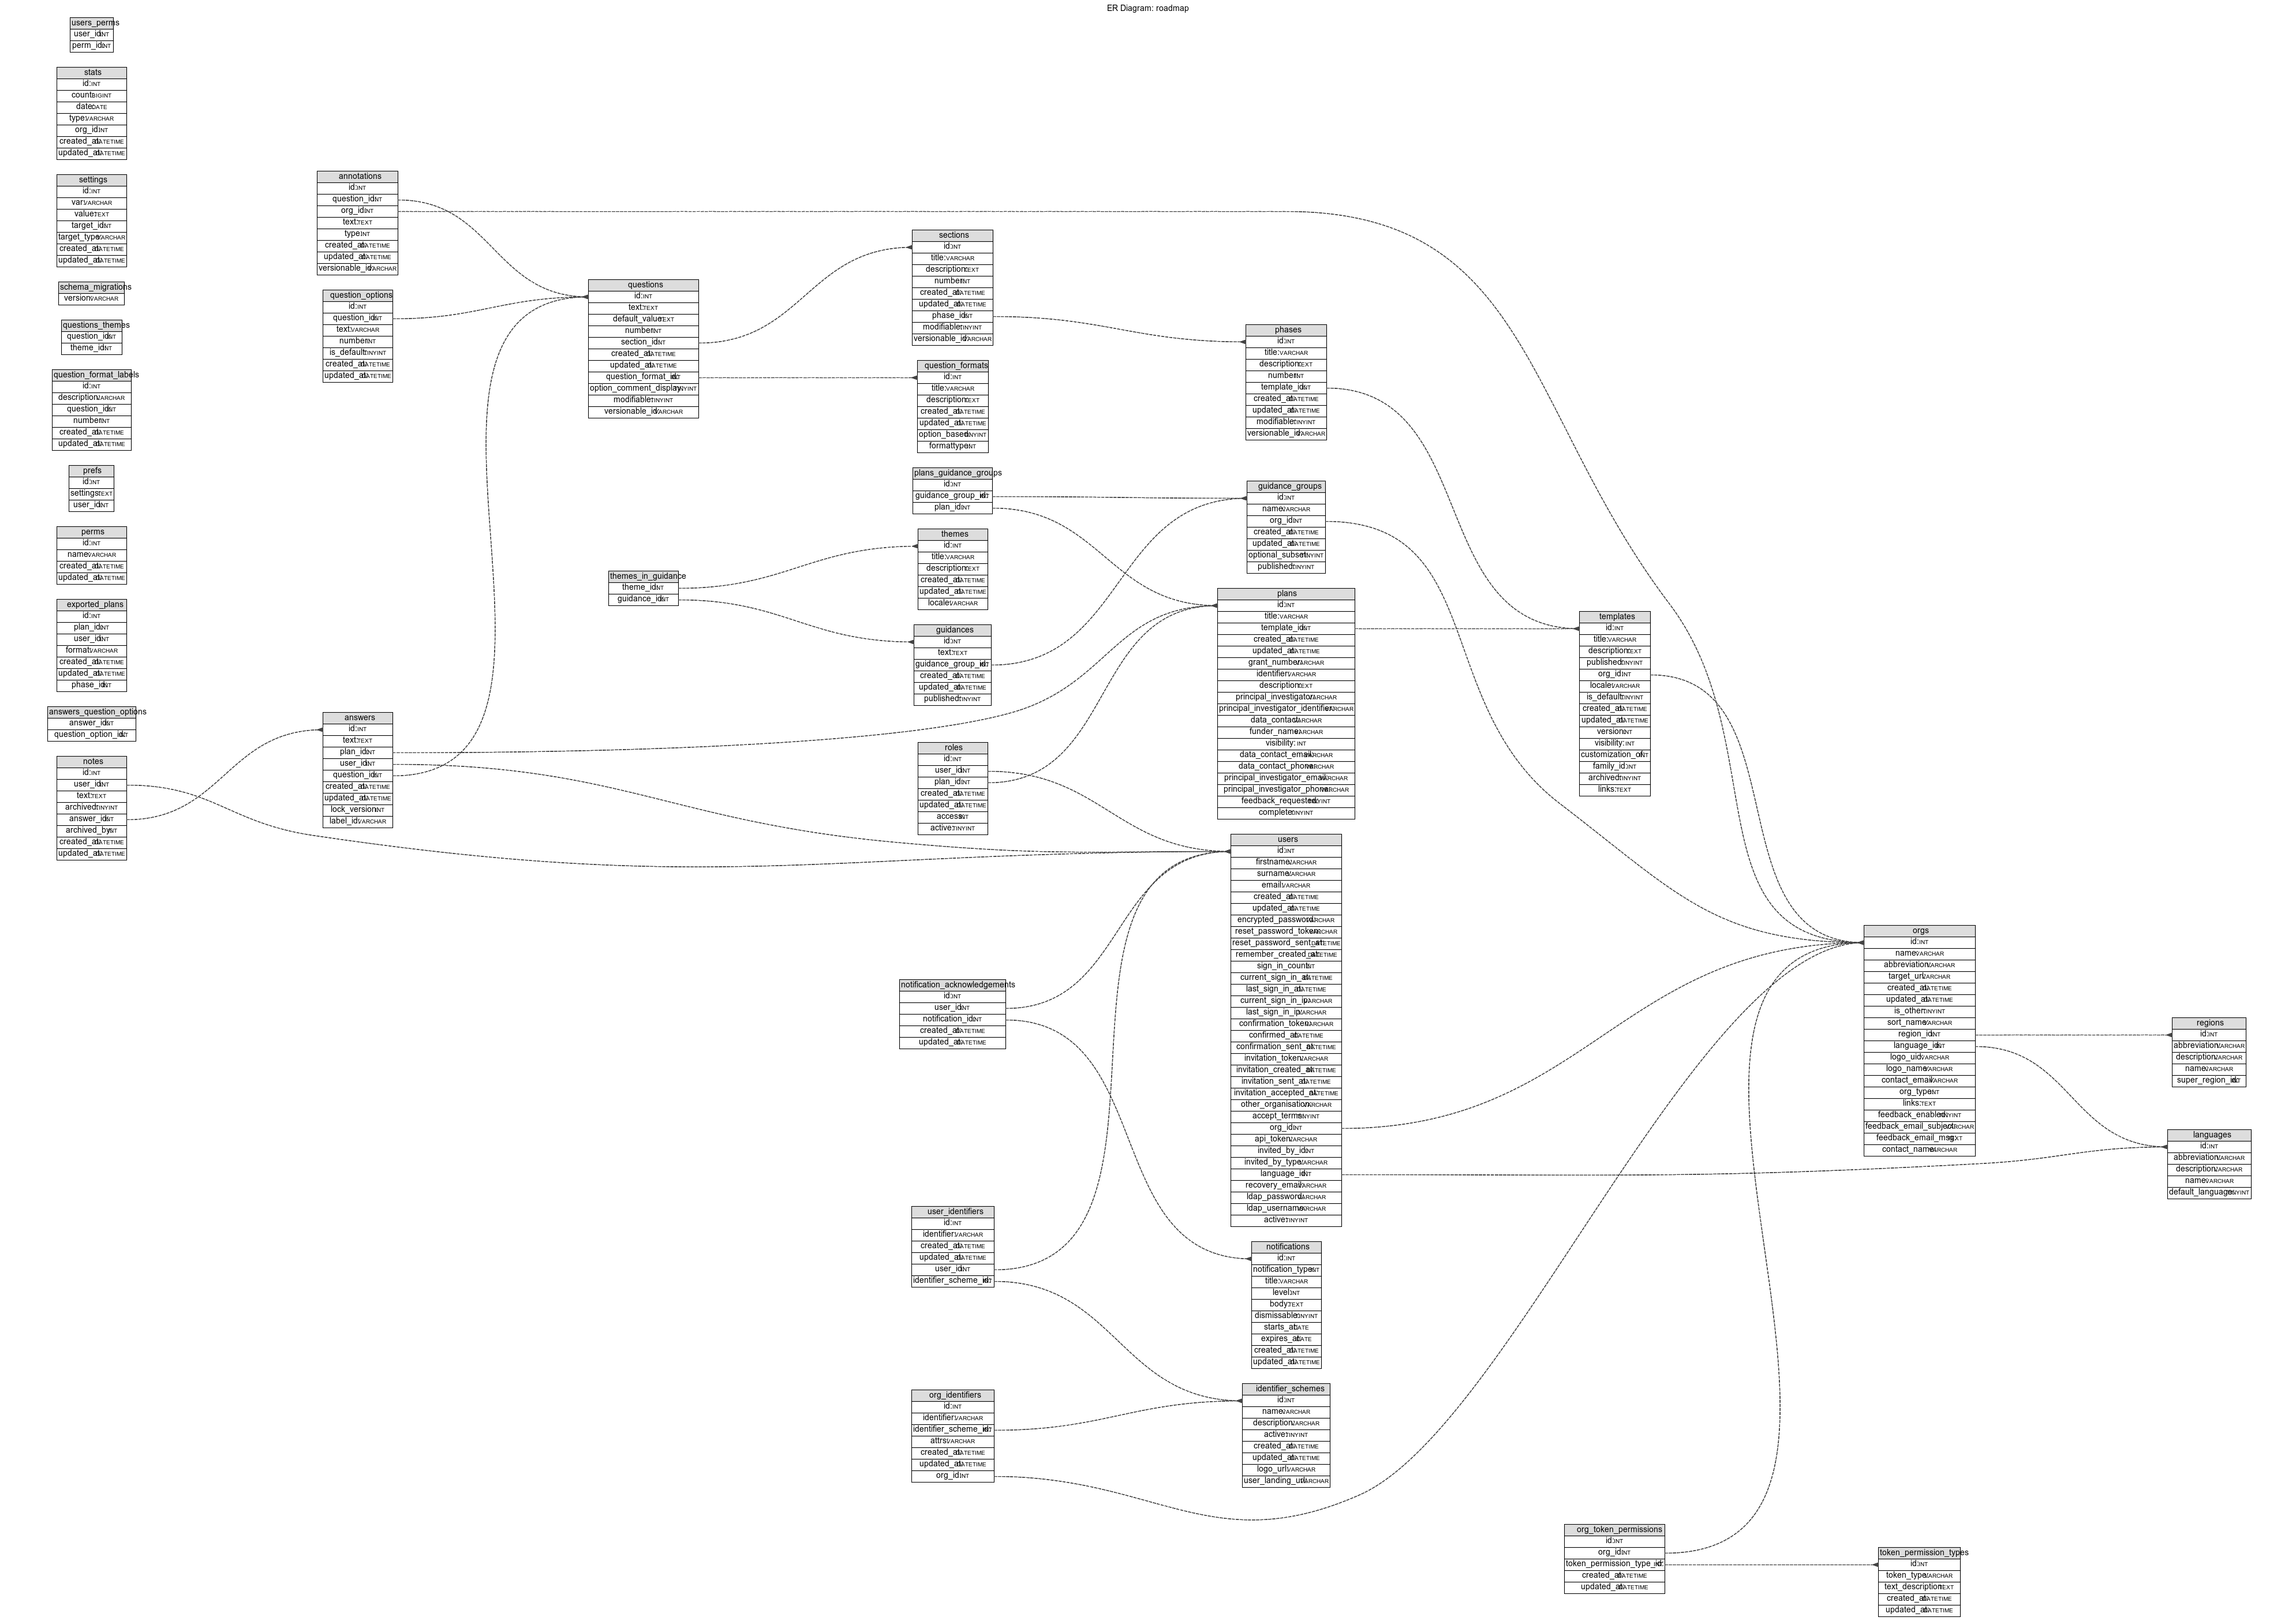 ER Diagram: roadmap
users_perms
user_id: INT
perm_id: INT
stats
id: INT
count: BIGINT
date: DATE
type: VARCHAR
org_id: INT
created_at: DATETIME
updated_at: DATETIME
settings
id: INT
var: VARCHAR
value: TEXT
target_id: INT
target_type: VARCHAR
created_at: DATETIME
updated_at: DATETIME
schema_migrations
version: VARCHAR
questions_themes
question_id: INT
theme_id: INT
question_format_labels
id: INT
description: VARCHAR
question_id: INT
number: INT
created_at: DATETIME
updated_at: DATETIME
prefs
id: INT
settings: TEXT
user_id: INT
perms
id: INT
name: VARCHAR
created_at: DATETIME
updated_at: DATETIME
exported_plans
id: INT
plan_id: INT
user_id: INT
format: VARCHAR
created_at: DATETIME
updated_at: DATETIME
phase_id: INT
answers_question_options
answer_id: INT
question_option_id: INT
notes
id: INT
user_id: INT
text: TEXT
archived: TINYINT
answer_id: INT
archived_by: INT
created_at: DATETIME
updated_at: DATETIME
annotations
id: INT
question_id: INT
org_id: INT
text: TEXT
type: INT
created_at: DATETIME
updated_at: DATETIME
versionable_id: VARCHAR
question_options
id: INT
question_id: INT
text: VARCHAR
number: INT
is_default: TINYINT
created_at: DATETIME
updated_at: DATETIME
answers
id: INT
text: TEXT
plan_id: INT
user_id: INT
question_id: INT
created_at: DATETIME
updated_at: DATETIME
lock_version: INT
label_id: VARCHAR
questions
id: INT
text: TEXT
default_value: TEXT
number: INT
section_id: INT
created_at: DATETIME
updated_at: DATETIME
question_format_id: INT
option_comment_display: TINYINT
modifiable: TINYINT
versionable_id: VARCHAR
themes_in_guidance
theme_id: INT
guidance_id: INT
sections
id: INT
title: VARCHAR
description: TEXT
number: INT
created_at: DATETIME
updated_at: DATETIME
phase_id: INT
modifiable: TINYINT
versionable_id: VARCHAR
question_formats
id: INT
title: VARCHAR
description: TEXT
created_at: DATETIME
updated_at: DATETIME
option_based: TINYINT
formattype: INT
plans_guidance_groups
id: INT
guidance_group_id: INT
plan_id: INT
themes
id: INT
title: VARCHAR
description: TEXT
created_at: DATETIME
updated_at: DATETIME
locale: VARCHAR
guidances
id: INT
text: TEXT
guidance_group_id: INT
created_at: DATETIME
updated_at: DATETIME
published: TINYINT
roles
id: INT
user_id: INT
plan_id: INT
created_at: DATETIME
updated_at: DATETIME
access: INT
active: TINYINT
notification_acknowledgements
id: INT
user_id: INT
notification_id: INT
created_at: DATETIME
updated_at: DATETIME
user_identifiers
id: INT
identifier: VARCHAR
created_at: DATETIME
updated_at: DATETIME
user_id: INT
identifier_scheme_id: INT
org_identifiers
id: INT
identifier: VARCHAR
identifier_scheme_id: INT
attrs: VARCHAR
created_at: DATETIME
updated_at: DATETIME
org_id: INT
phases
id: INT
title: VARCHAR
description: TEXT
number: INT
template_id: INT
created_at: DATETIME
updated_at: DATETIME
modifiable: TINYINT
versionable_id: VARCHAR
guidance_groups
id: INT
name: VARCHAR
org_id: INT
created_at: DATETIME
updated_at: DATETIME
optional_subset: TINYINT
published: TINYINT
plans
id: INT
title: VARCHAR
template_id: INT
created_at: DATETIME
updated_at: DATETIME
grant_number: VARCHAR
identifier: VARCHAR
description: TEXT
principal_investigator: VARCHAR
principal_investigator_identifier: VARCHAR
data_contact: VARCHAR
funder_name: VARCHAR
visibility: INT
data_contact_email: VARCHAR
data_contact_phone: VARCHAR
principal_investigator_email: VARCHAR
principal_investigator_phone: VARCHAR
feedback_requested: TINYINT
complete: TINYINT
users
id: INT
firstname: VARCHAR
surname: VARCHAR
email: VARCHAR
created_at: DATETIME
updated_at: DATETIME
encrypted_password: VARCHAR
reset_password_token: VARCHAR
reset_password_sent_at: DATETIME
remember_created_at: DATETIME
sign_in_count: INT
current_sign_in_at: DATETIME
last_sign_in_at: DATETIME
current_sign_in_ip: VARCHAR
last_sign_in_ip: VARCHAR
confirmation_token: VARCHAR
confirmed_at: DATETIME
confirmation_sent_at: DATETIME
invitation_token: VARCHAR
invitation_created_at: DATETIME
invitation_sent_at: DATETIME
invitation_accepted_at: DATETIME
other_organisation: VARCHAR
accept_terms: TINYINT
org_id: INT
api_token: VARCHAR
invited_by_id: INT
invited_by_type: VARCHAR
language_id: INT
recovery_email: VARCHAR
ldap_password: VARCHAR
ldap_username: VARCHAR
active: TINYINT
notifications
id: INT
notification_type: INT
title: VARCHAR
level: INT
body: TEXT
dismissable: TINYINT
starts_at: DATE
expires_at: DATE
created_at: DATETIME
updated_at: DATETIME
identifier_schemes
id: INT
name: VARCHAR
description: VARCHAR
active: TINYINT
created_at: DATETIME
updated_at: DATETIME
logo_url: VARCHAR
user_landing_url: VARCHAR
templates
id: INT
title: VARCHAR
description: TEXT
published: TINYINT
org_id: INT
locale: VARCHAR
is_default: TINYINT
created_at: DATETIME
updated_at: DATETIME
version: INT
visibility: INT
customization_of: INT
family_id: INT
archived: TINYINT
links: TEXT
org_token_permissions
id: INT
org_id: INT
token_permission_type_id:
created_at: DATETIME
updated_at: DATETIME
orgs
id: INT
name: VARCHAR
abbreviation: VARCHAR
target_url: VARCHAR
created_at: DATETIME
updated_at: DATETIME
is_other: TINYINT
sort_name: VARCHAR
region_id: INT
language_id: INT
logo_uid: VARCHAR
logo_name: VARCHAR
contact_email: VARCHAR
org_type: INT
links: TEXT
feedback_enabled: TINYINT
feedback_email_subject: VARCHAR
feedback_email_msg: TEXT
contact_name: VARCHAR
token_permission_types
id: INT
token_type: VARCHAR
text_description: TEXT
created_at: DATETIME
updated_at: DATETIME
regions
id: INT
abbreviation: VARCHAR
description: VARCHAR
name: VARCHAR
super_region_id: INT
languages
id: INT
abbreviation: VARCHAR
description: VARCHAR
name: VARCHAR
default_language: TINYINT